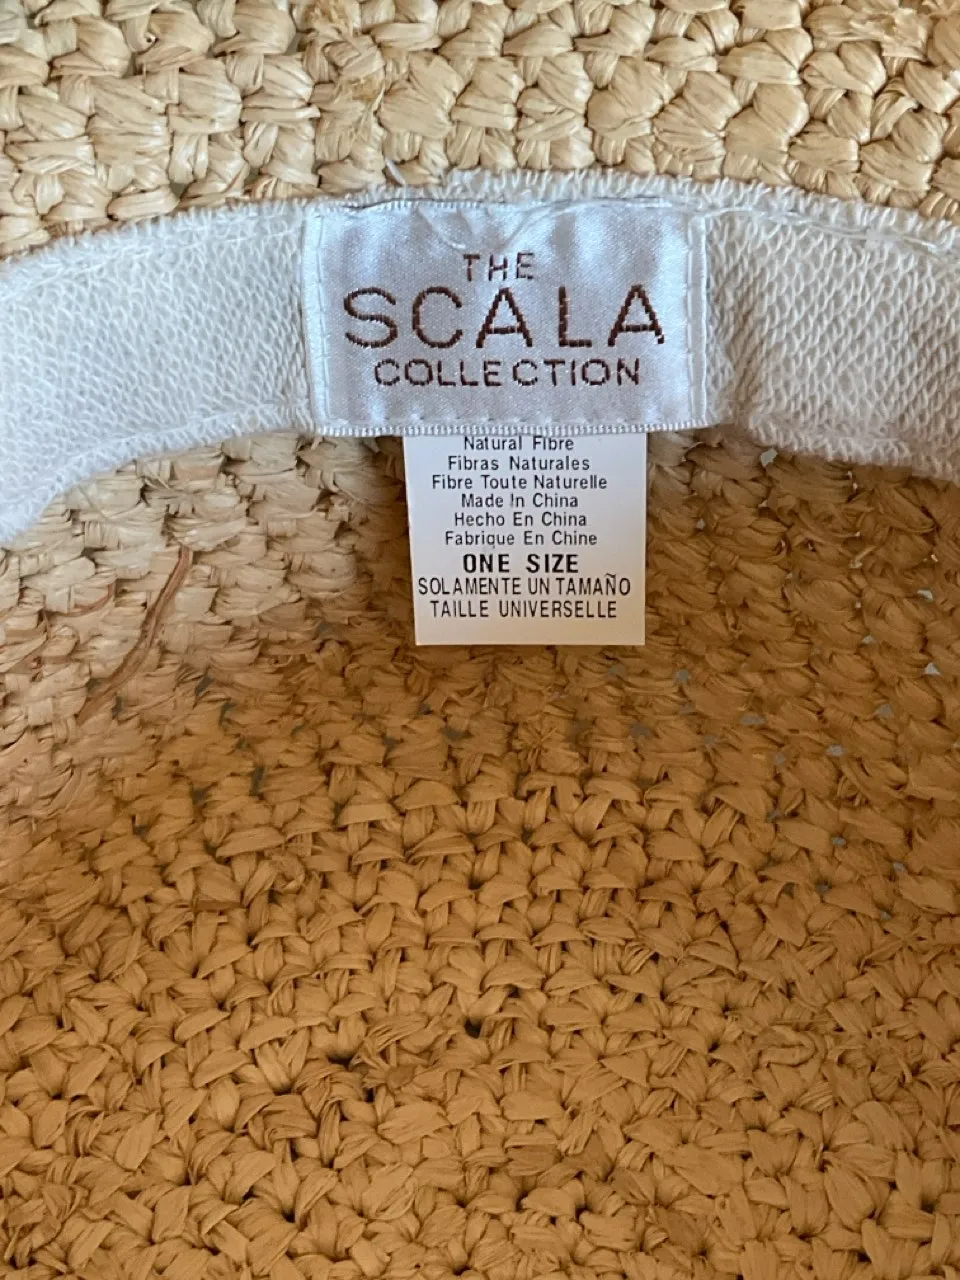 THE
SCALA
COLLECTION
Natural Fibre
Fibras Naturales
Fibre Toute Naturelle
Made In China
Hecho En China
Fabrique En Chine
ONE SIZE
SOLAMENTE UN TAMAÑO
TAILLE UNIVERSELLE